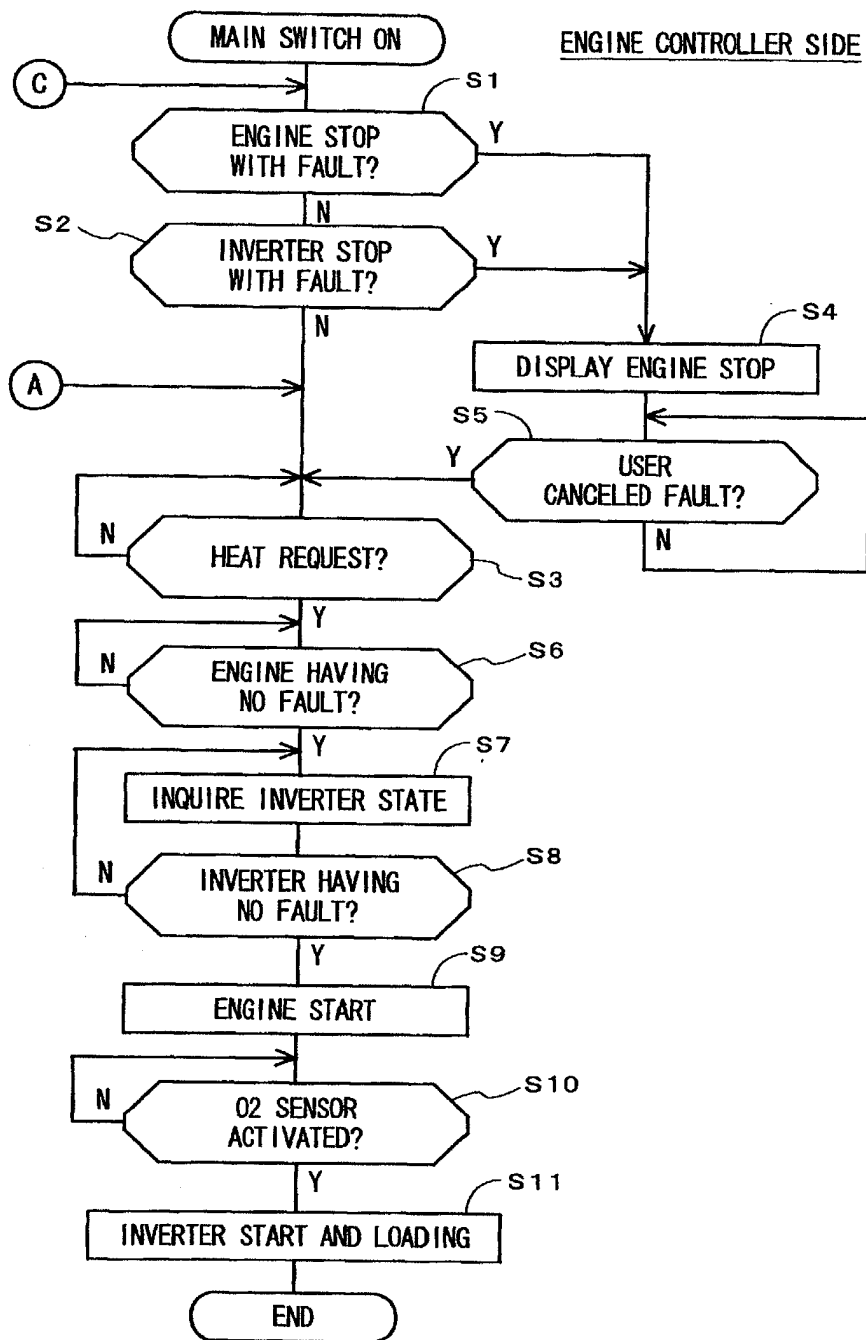 MAIN SWITCH ON
ENGINE CONTROLLER SIDE
C
S1
ENGINE STOP
WITH FAULT?
Y
N
S2
INVERTER STOP
WITH FAULT?
Y
N
S4
DISPLAY ENGINE STOP
A
S5
USER
CANCELED FAULT?
Y
N
HEAT REQUEST?
N
S3
Y
S6
ENGINE HAVING
NO FAULT?
N
Y
S7
INQUIRE INVERTER STATE
S8
INVERTER HAVING
NO FAULT?
N
Y
S9
ENGINE START
S10
O2 SENSOR
ACTIVATED?
N
Y
S11
INVERTER START AND LOADING
END